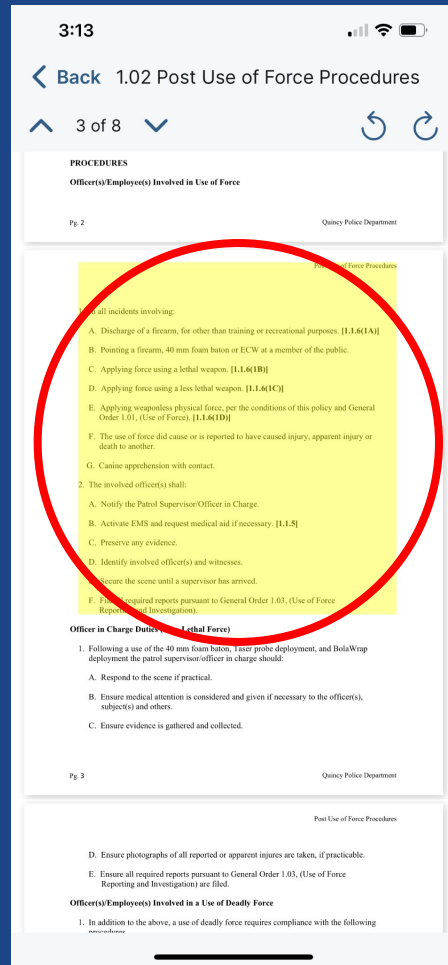 3:13
Back 1.02 Post Use of Force Procedures
3 of 8
PROCEDURES
Officer(s)/Employee(s) Involved in Use of Force
Pg. 2 Quincy Police Department
of Force Procedures
all incidents involving:
A. Discharge of a firearm, for other than training or recreational purposes. [1.1.6(1A)]
B. Pointing a firearm, 40 mm foam baton or ECW at a member of the public.
C. Applying force using a lethal weapon. [1.1.6(1B)]
D. Applying force using a less lethal weapon. [1.1.6(1C)]
E. Applying weaponless physical force, per the conditions of this policy and General
Order 1.01, (Use of Force). [1.1.6(1D)]
F. The use of force did cause or is reported to have caused injury, apparent injury or
death to another.
G. Canine apprehension with contact.
2. The involved officer(s) shall:
A. Notify the Patrol Supervisor/Officer in Charge.
B. Activate EMS and request medical aid if necessary. [1.1.5]
C. Preserve any evidence.
D. Identify involved officer(s) and witnesses.
Secure the scene until a supervisor has arrived.
F. required reports pursuant to General Order 1.03, (Use of Force
Reporting and Investigation).
Officer in Charge Duties Lethal Force)
1. Following a use of the 40 mm foam baton, Taser probe deployment, and BolaWrap
deployment the patrol supervisor/officer in charge should:
A. Respond to the scene if practical.
B. Ensure medical attention is considered and given if necessary to the officer(s),
subject(s) and others.
C. Ensure evidence is gathered and collected.
Pg. 3 Quincy Police Department
Post Use of Force Procedures
D. Ensure photographs of all reported or apparent injures are taken, if practicable.
E. Ensure all required reports pursuant to General Order 1.03, (Use of Force
Reporting and Investigation) are filed.
Officer(s)/Employee(s) Involved in a Use of Deadly Force
1. In addition to the above, a use of deadly force requires compliance with the following